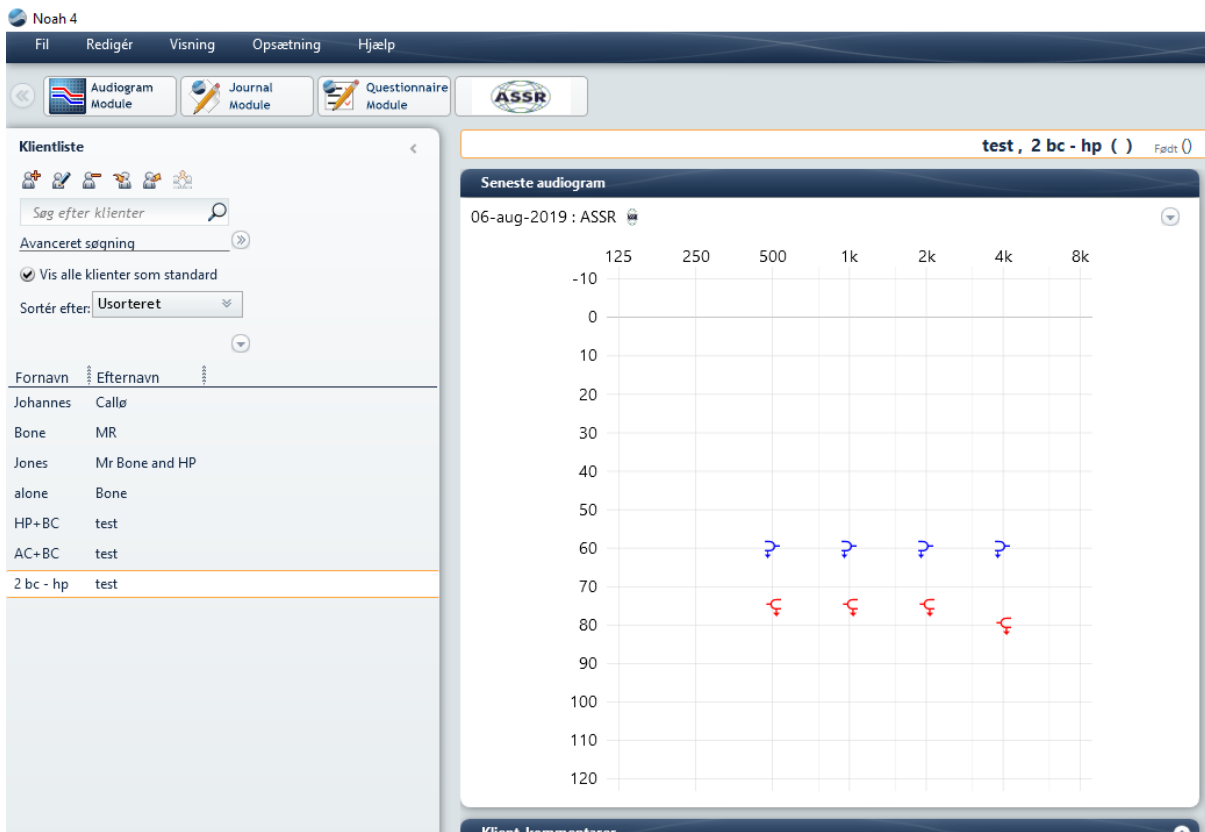 Noah 4
Fil Redigér Visning Opsætning Hjælp
Audiogram Module
Journal Module
Questionnaire Module
ASSR
Klientliste
Søg efter klienter
Avanceret søgning
Vis alle klienter som standard
Sortér efter: Usorteret
Fornavn Efternavn
Johannes Callø
Bone MR
Jones Mr Bone and HP
alone Bone
HP+BC test
AC+BC test
2 bc - hp test
test , 2 bc - hp ( ) Født ()
Seneste audiogram
06-aug-2019 : ASSR
125 250 500 1k 2k 4k 8k
-10
0
10
20
30
40
50
60
70
80
90
100
110
120
Klient-kommentarer